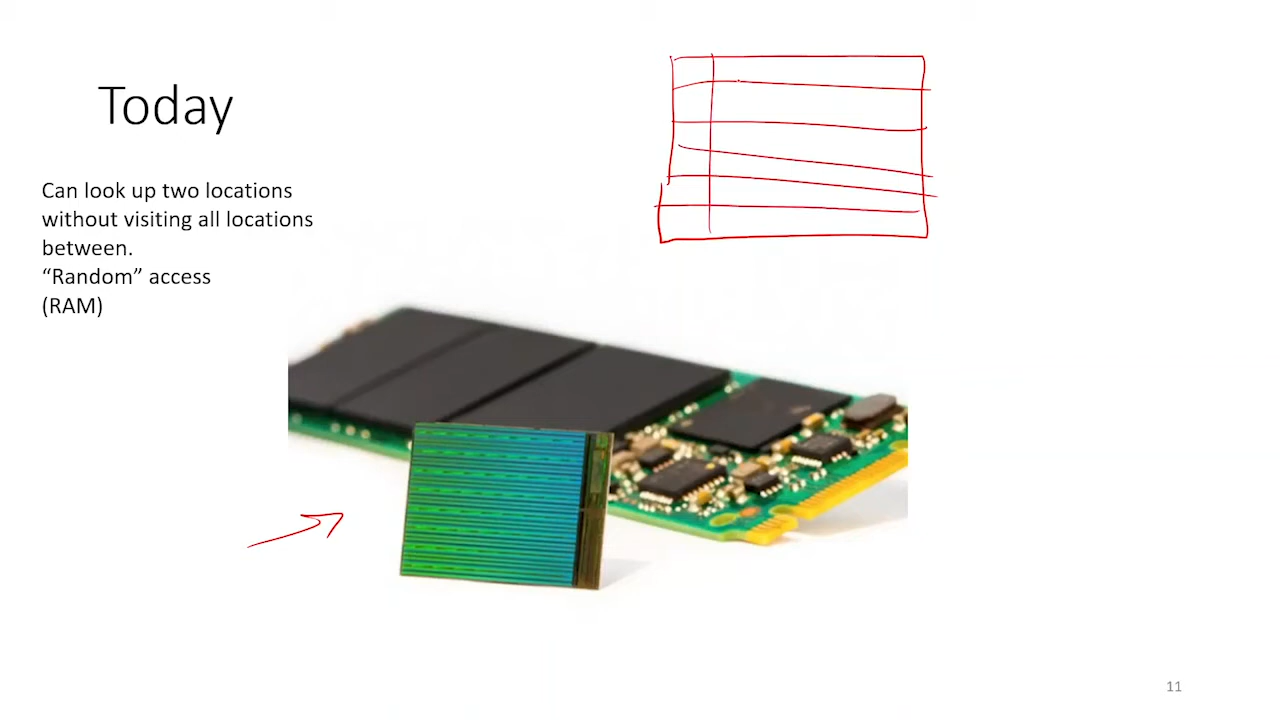 Today
Can look up two locations
without visiting all locations
between.
“Random” access
(RAM)
11